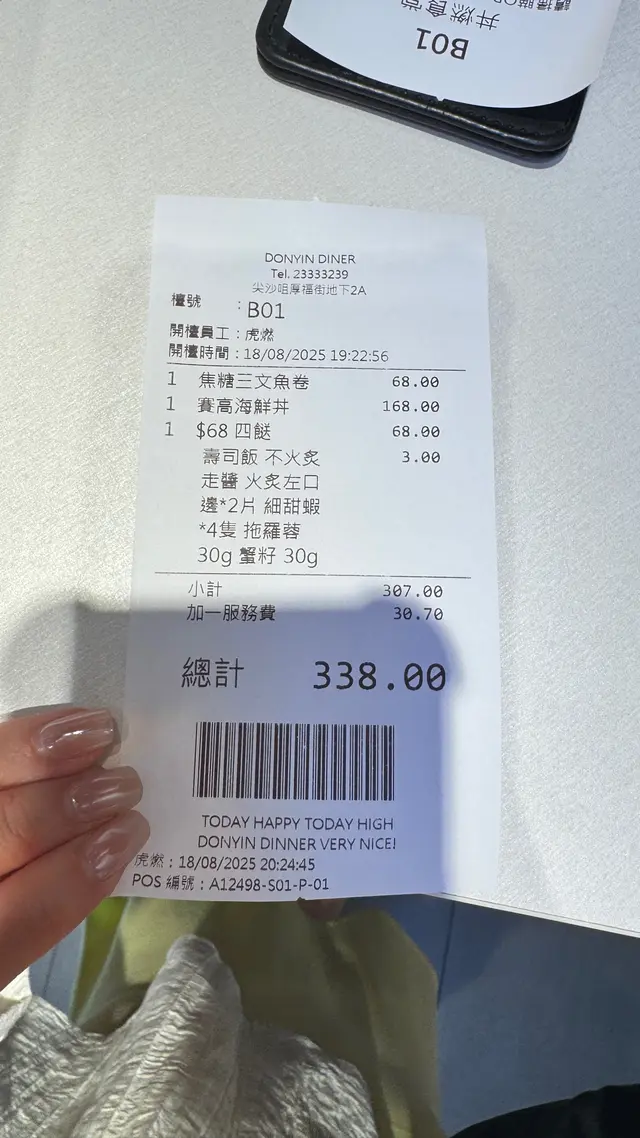 B01
丼燃食堂
DONYIN DINER
Tel. 23333239
尖沙咀厚福街地下2A
檯號 : B01
開檯員工 : 虎燃
開檯時間 : 18/08/2025 19:22:56
1 焦糖三文魚卷 68.00
1 賽高海鮮丼 168.00
1 $68 四餸 68.00
壽司飯 不火炙 3.00
走醬 火炙左口
邊*2片 細甜蝦
*4隻 拖羅蓉
30g 蟹籽 30g
小計 307.00
加一服務費 30.70
總計 338.00
TODAY HAPPY TODAY HIGH
DONYIN DINNER VERY NICE!
虎燃 : 18/08/2025 20:24:45
POS 編號 : A12498-S01-P-01